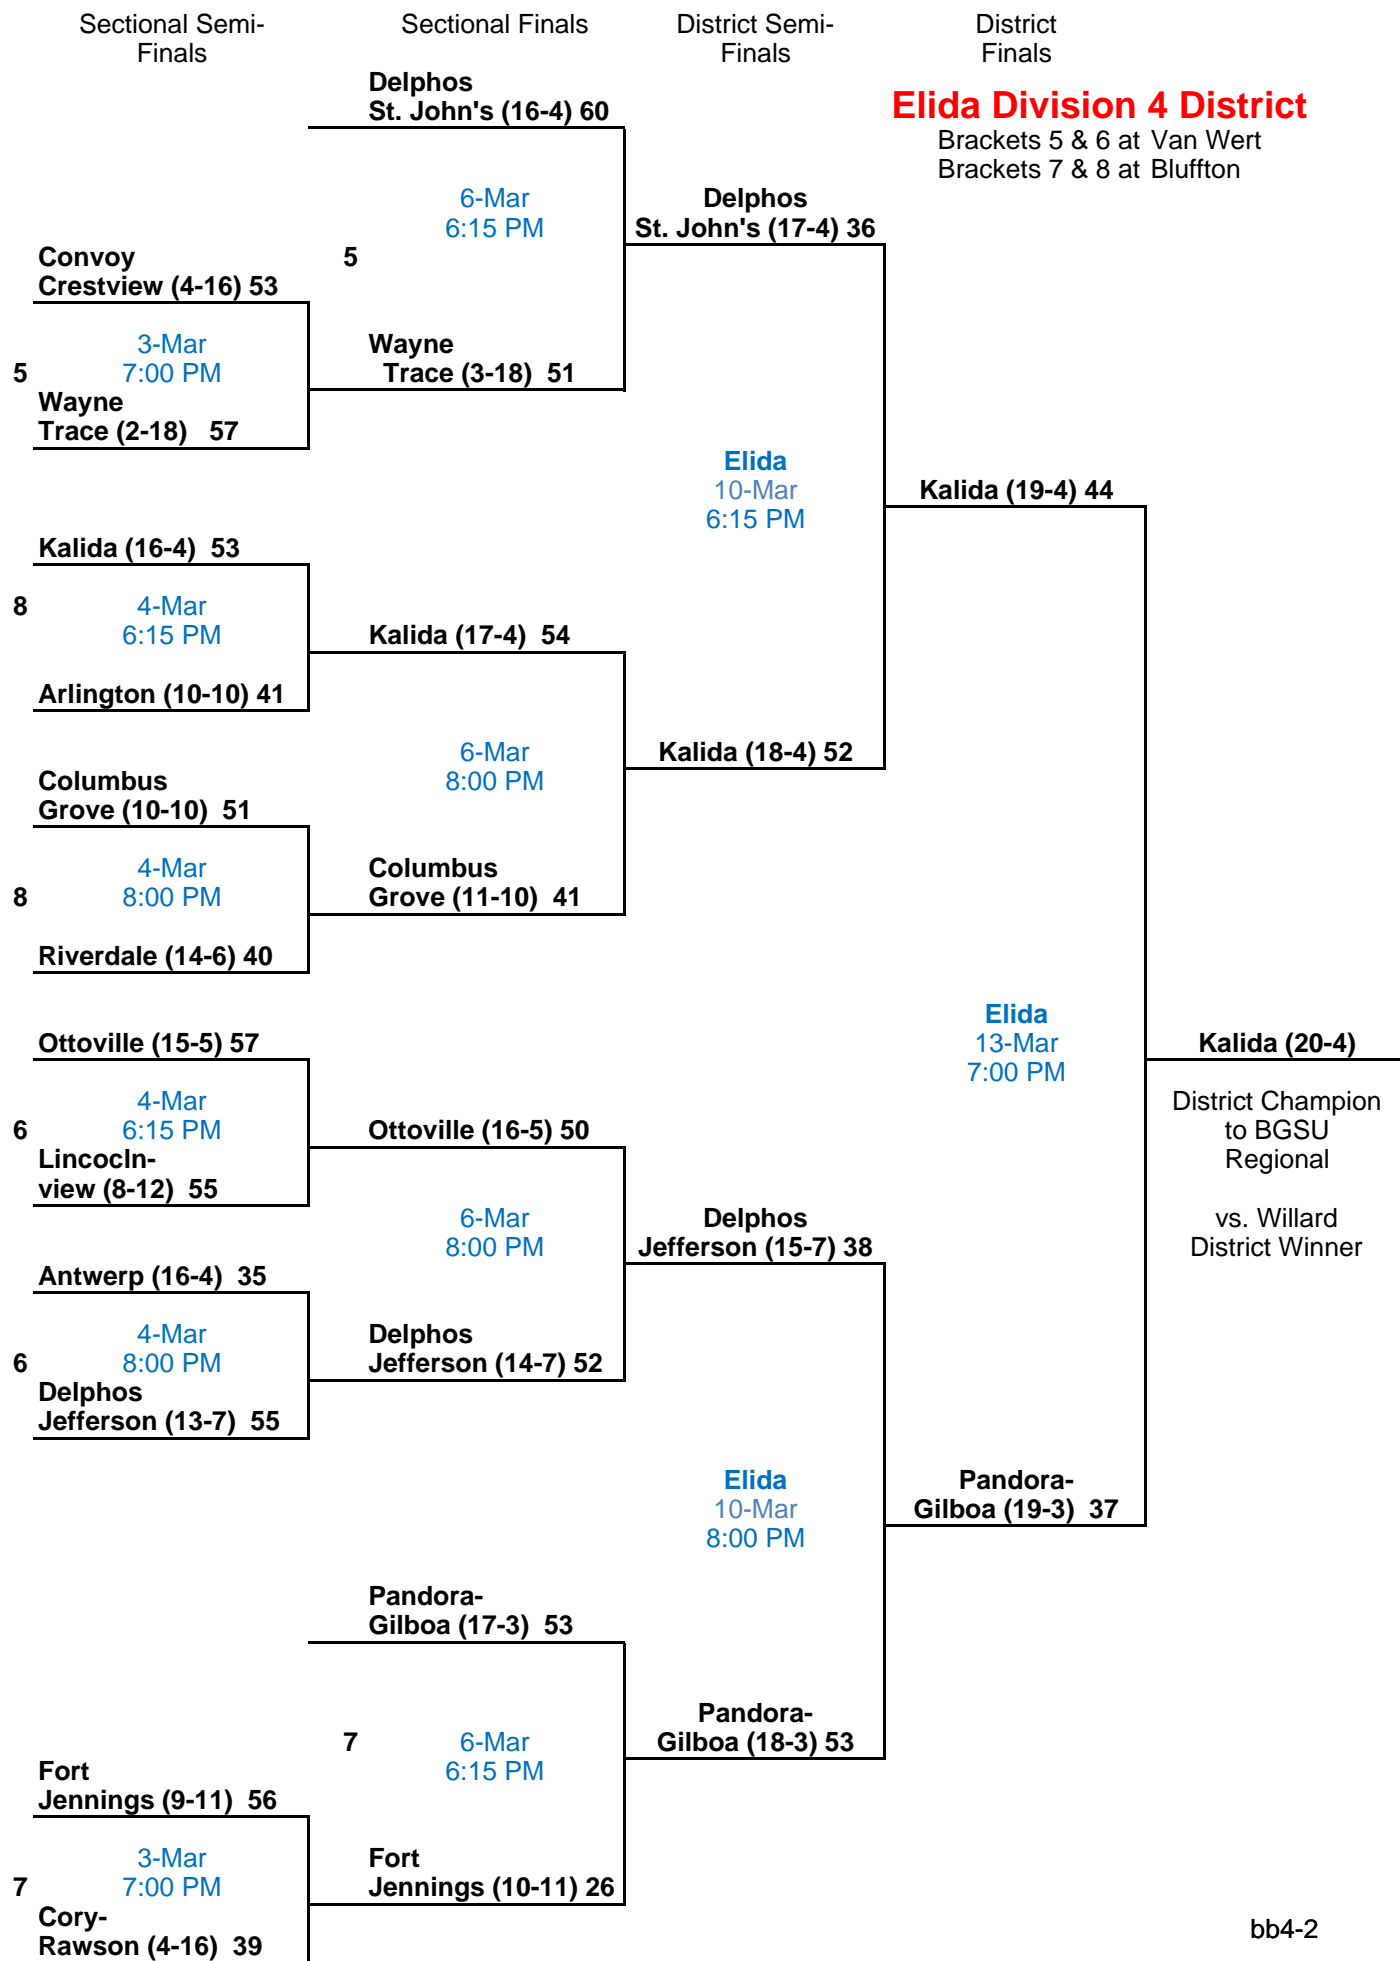 Sectional Semi-
Finals
Sectional Finals
District Semi-
Finals
District
Finals
Elida Division 4 District
Brackets 5 & 6 at Van Wert
Brackets 7 & 8 at Bluffton
Delphos
St. John's (16-4) 60
6-Mar
6:15 PM
5
Delphos
St. John's (17-4) 36
Convoy
Crestview (4-16) 53
3-Mar
7:00 PM
5
Wayne
Trace (2-18) 57
Wayne
Trace (3-18) 51
Elida
10-Mar
6:15 PM
Kalida (19-4) 44
Kalida (16-4) 53
8
4-Mar
6:15 PM
Arlington (10-10) 41
Kalida (17-4) 54
6-Mar
8:00 PM
Kalida (18-4) 52
Columbus
Grove (10-10) 51
4-Mar
8:00 PM
8
Riverdale (14-6) 40
Columbus
Grove (11-10) 41
Elida
13-Mar
7:00 PM
Kalida (20-4)
District Champion
to BGSU
Regional
vs. Willard
District Winner
Ottoville (15-5) 57
4-Mar
6:15 PM
6
Lincocln-
view (8-12) 55
Ottoville (16-5) 50
6-Mar
8:00 PM
Delphos
Jefferson (15-7) 38
Antwerp (16-4) 35
4-Mar
8:00 PM
6
Delphos
Jefferson (13-7) 55
Delphos
Jefferson (14-7) 52
Elida
10-Mar
8:00 PM
Pandora-
Gilboa (19-3) 37
Pandora-
Gilboa (17-3) 53
7
6-Mar
6:15 PM
Pandora-
Gilboa (18-3) 53
Fort
Jennings (9-11) 56
3-Mar
7:00 PM
7
Cory-
Rawson (4-16) 39
Fort
Jennings (10-11) 26
bb4-2